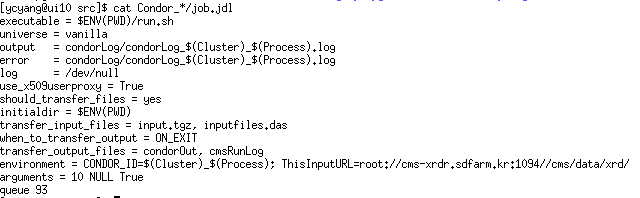 [ycyang@ui10 src]$ cat Condor_*/job.jdl
executable = $ENV(PWD)/run.sh
universe = vanilla
output   = condorLog/condorLog_$(Cluster)_$(Process).log
error    = condorLog/condorLog_$(Cluster)_$(Process).log
log      = /dev/null
use_x509userproxy = True
should_transfer_files = yes
initialdir = $ENV(PWD)
transfer_input_files = input.tgz, inputfiles.das
when_to_transfer_output = ON_EXIT
transfer_output_files = condorOut, cmsRunLog
environment = CONDOR_ID=$(Cluster)_$(Process); ThisInputURL=root://cms-xrdr.sdfarm.kr:1094//cms/data/xrd/
arguments = 10 NULL True
queue 93